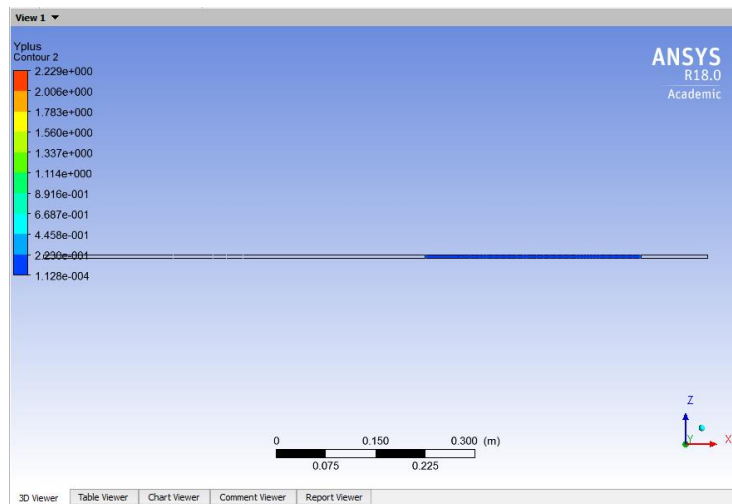 View 1
Yplus
Contour 2
2.229e+000
2.006e+000
1.783e+000
1.560e+000
1.337e+000
1.114e+000
8.916e-001
6.687e-001
4.458e-001
2.230e-001
1.128e-004
ANSYS
R18.0
Academic
0 0.150 0.300 (m)
0.075 0.225
Z
Y X
3D Viewer Table Viewer Chart Viewer Comment Viewer Report Viewer